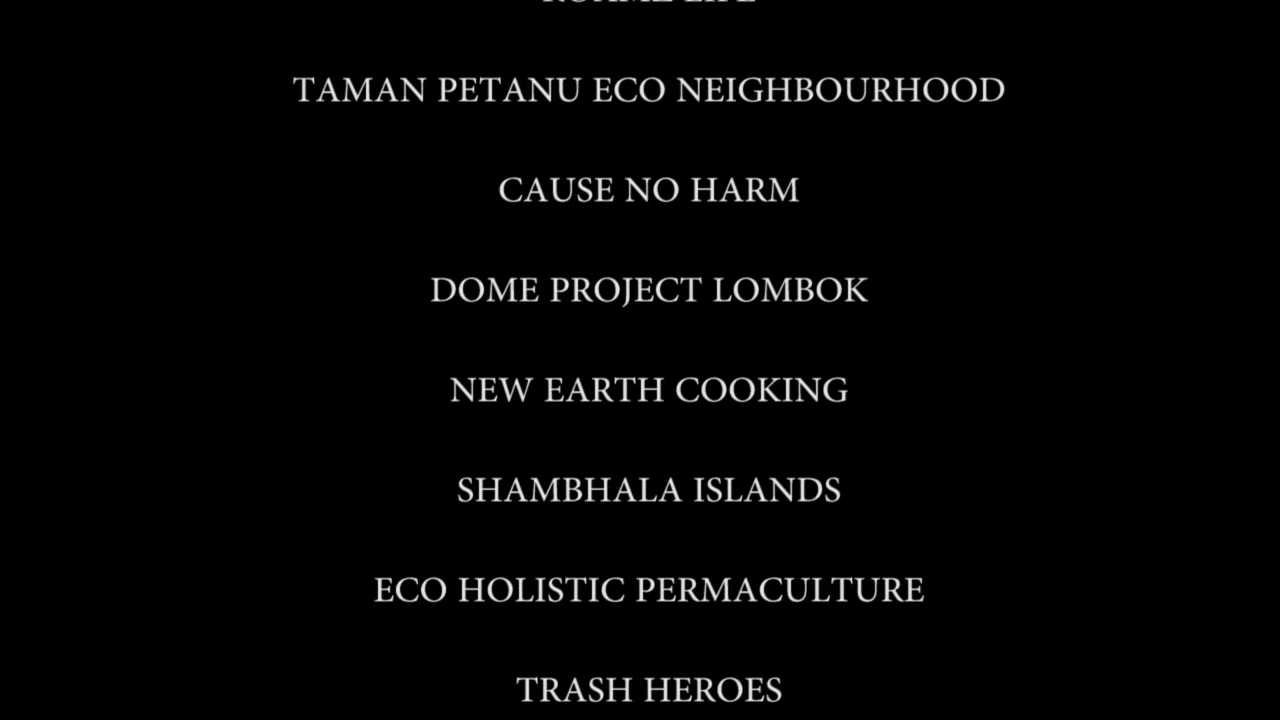 TAMAN PETANU ECO NEIGHBOURHOOD
CAUSE NO HARM
DOME PROJECT LOMBOK
NEW EARTH COOKING
SHAMBHALA ISLANDS
ECO HOLISTIC PERMACULTURE
TRASH HEROES